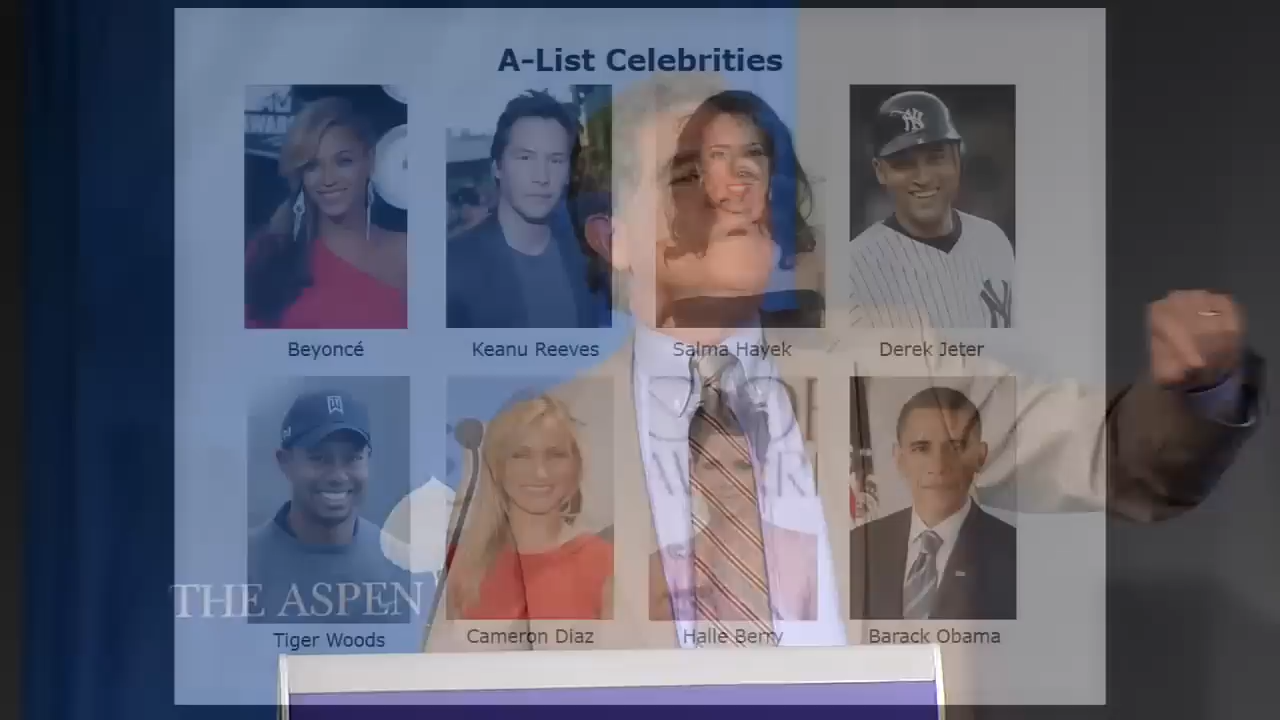 A-List Celebrities
Beyoncé
Keanu Reeves
Salma Hayek
Derek Jeter
Tiger Woods
Cameron Diaz
Halle Berry
Barack Obama
THE ASPEN
NY